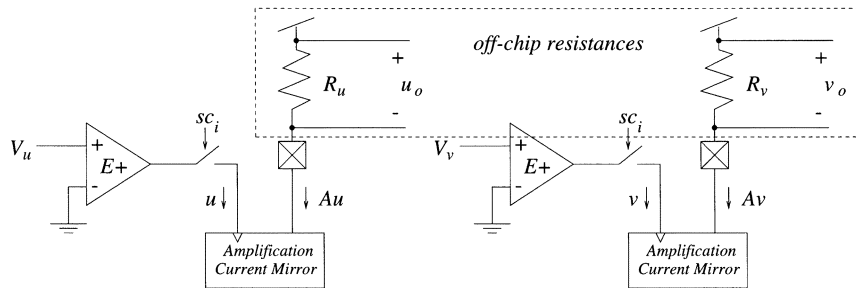 off-chip resistances
+
R_u
u_o
-
+
R_v
v_o
-
sc_i
V_u
+
E+
-
u
Au
Amplification
Current Mirror
sc_i
V_v
+
E+
-
v
Av
Amplification
Current Mirror